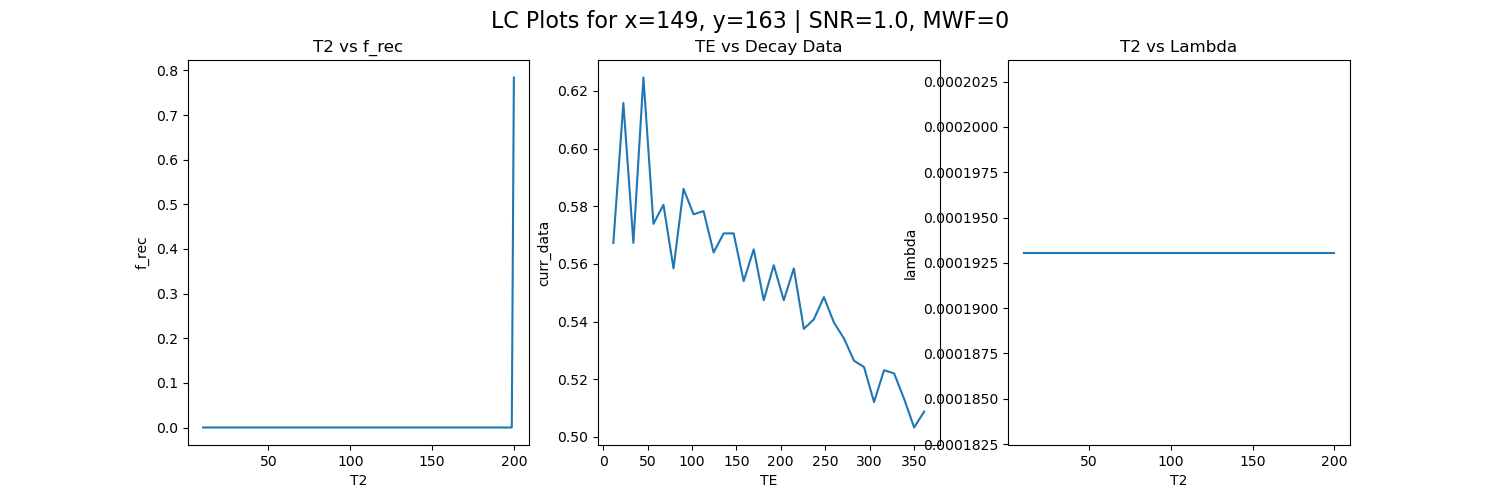 LC Plots for x=149, y=163 | SNR=1.0, MWF=0
T2 vs f_rec
0.8
0.7
0.6
0.5
0.4
0.3
0.2
0.1
0.0
f_rec
50 100 150 200
T2
TE vs Decay Data
0.62
0.60
0.58
0.56
0.54
0.52
0.50
curr_data
0 50 100 150 200 250 300 350
TE
T2 vs Lambda
0.0002025
0.0002000
0.0001975
0.0001950
0.0001925
0.0001900
0.0001875
0.0001850
0.0001825
lambda
50 100 150 200
T2